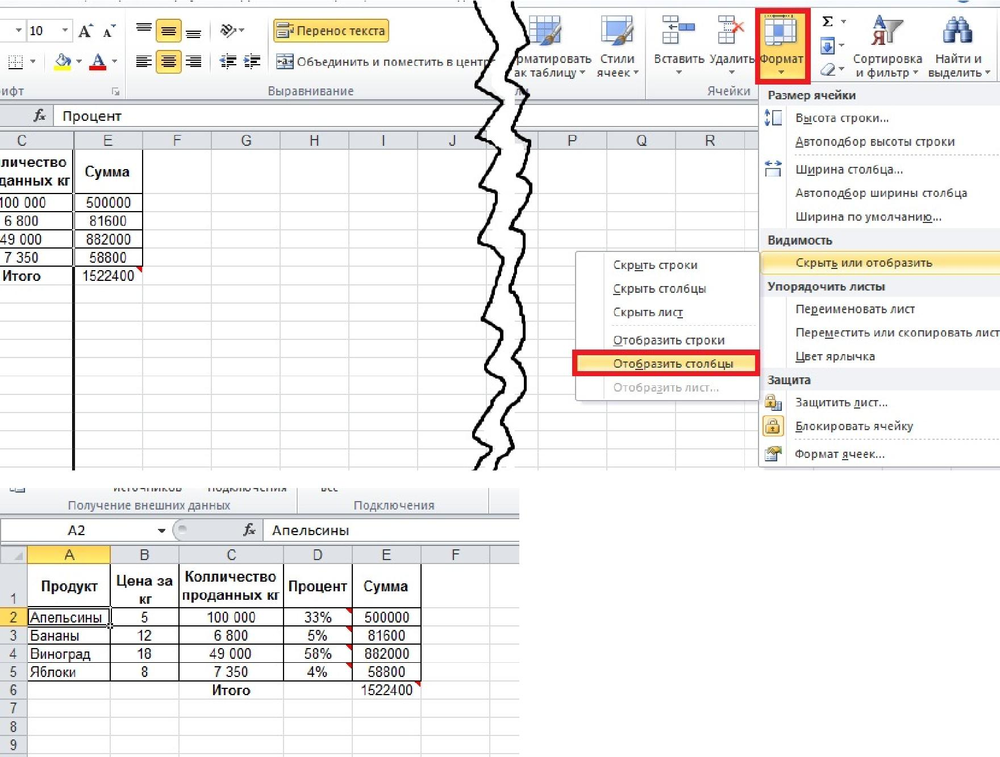 10 А А Перенос текста Σ
А Объединить и поместить в центр
Стили ячеек
Вставить Удалить Формат
Сортировка и фильтр
Найти и выделить
рматировать
ак таблицу
ифт Выравнивание ли Ячейки
fx Процент
C E F G H I J P Q R
личество
данных кг Сумма
100 000 500000
6 800 81600
49 000 882000
7 350 58800
Итого 1522400
Размер ячейки
Высота строки...
Автоподбор высоты строки
Ширина столбца...
Автоподбор ширины столбца
Ширина по умолчанию...
Видимость
Скрыть или отобразить
Упорядочить листы
Переименовать лист
Переместить или скопировать лист
Цвет ярлычка
Защита
Защитить лист...
Блокировать ячейку
Формат ячеек...
Скрыть строки
Скрыть столбцы
Скрыть лист
Отобразить строки
Отобразить столбцы
Отобразить лист...
источников подключения все
Получение внешних данных Подключения
A2 fx Апельсины
A B C D E F
1 Продукт Цена за кг Колличество проданных кг Процент Сумма
2 Апельсины 5 100 000 33% 500000
3 Бананы 12 6 800 5% 81600
4 Виноград 18 49 000 58% 882000
5 Яблоки 8 7 350 4% 58800
6 Итого 1522400
7
8
9